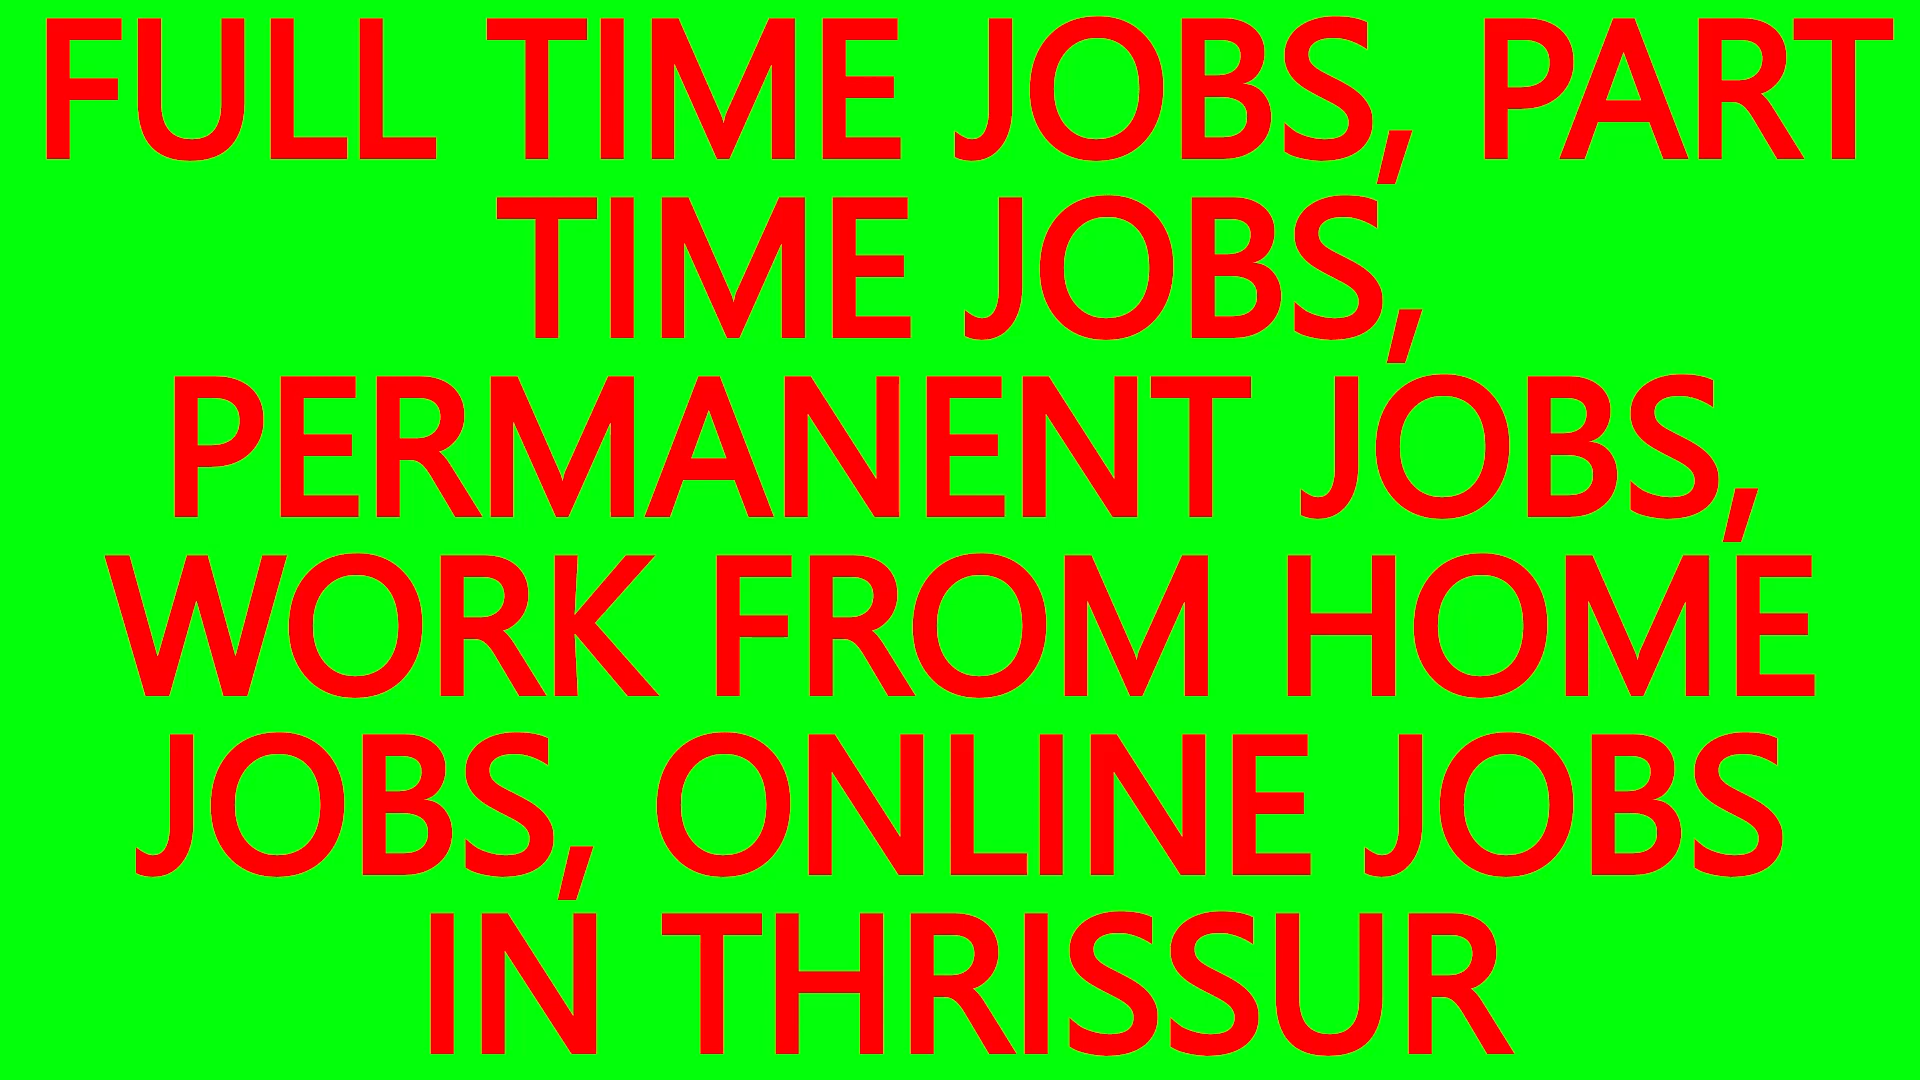 FULL TIME JOBS, PART
TIME JOBS,
PERMANENT JOBS,
WORK FROM HOME
JOBS, ONLINE JOBS
IN THRISSUR